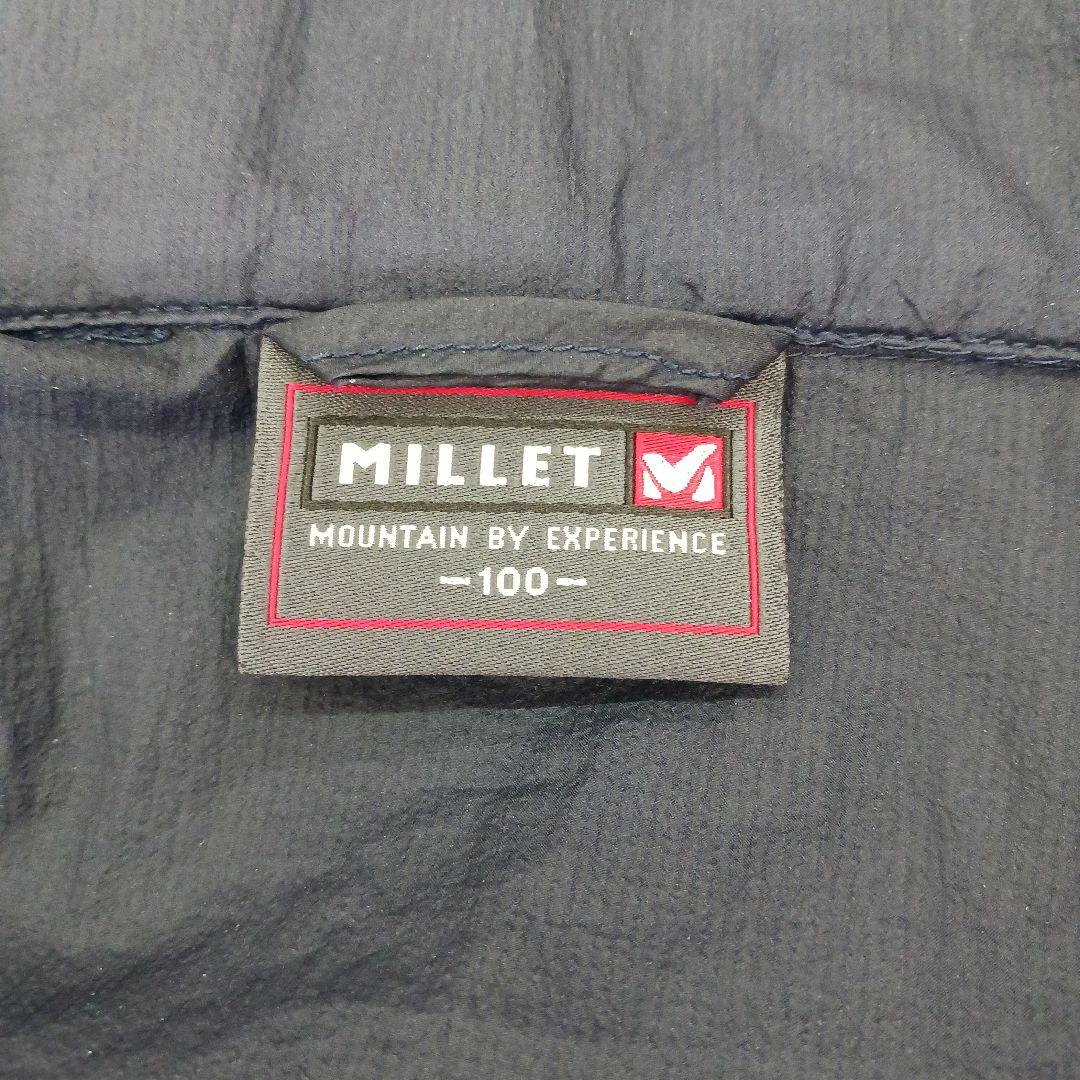 MILLET
MOUNTAIN BY EXPERIENCE
-100-